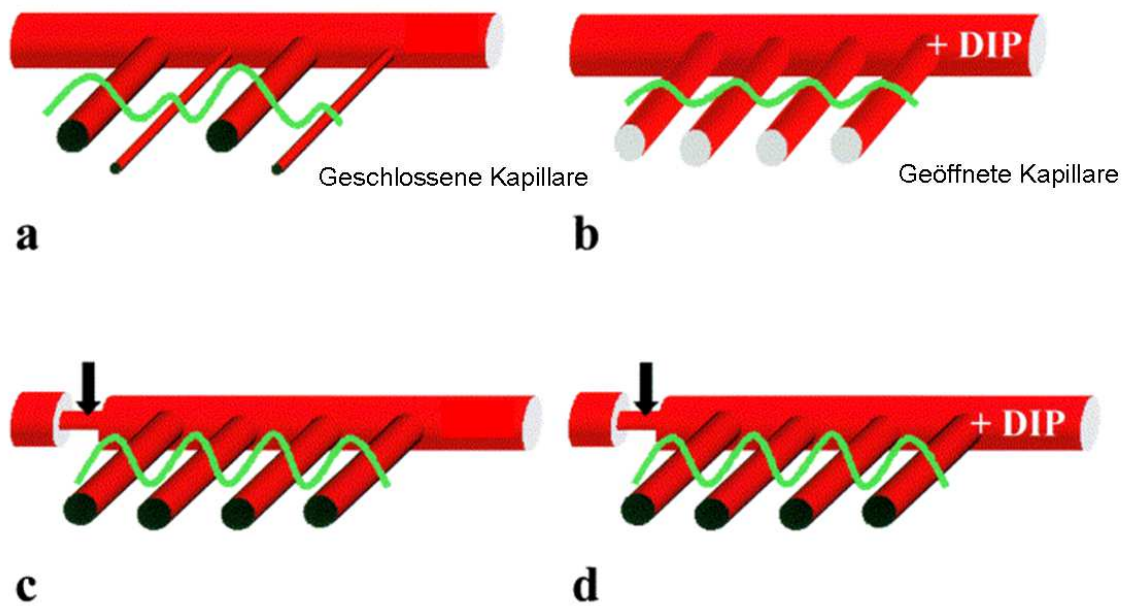 + DIP
Geschlossene Kapillare
Geöffnete Kapillare
a
b
+ DIP
c
d